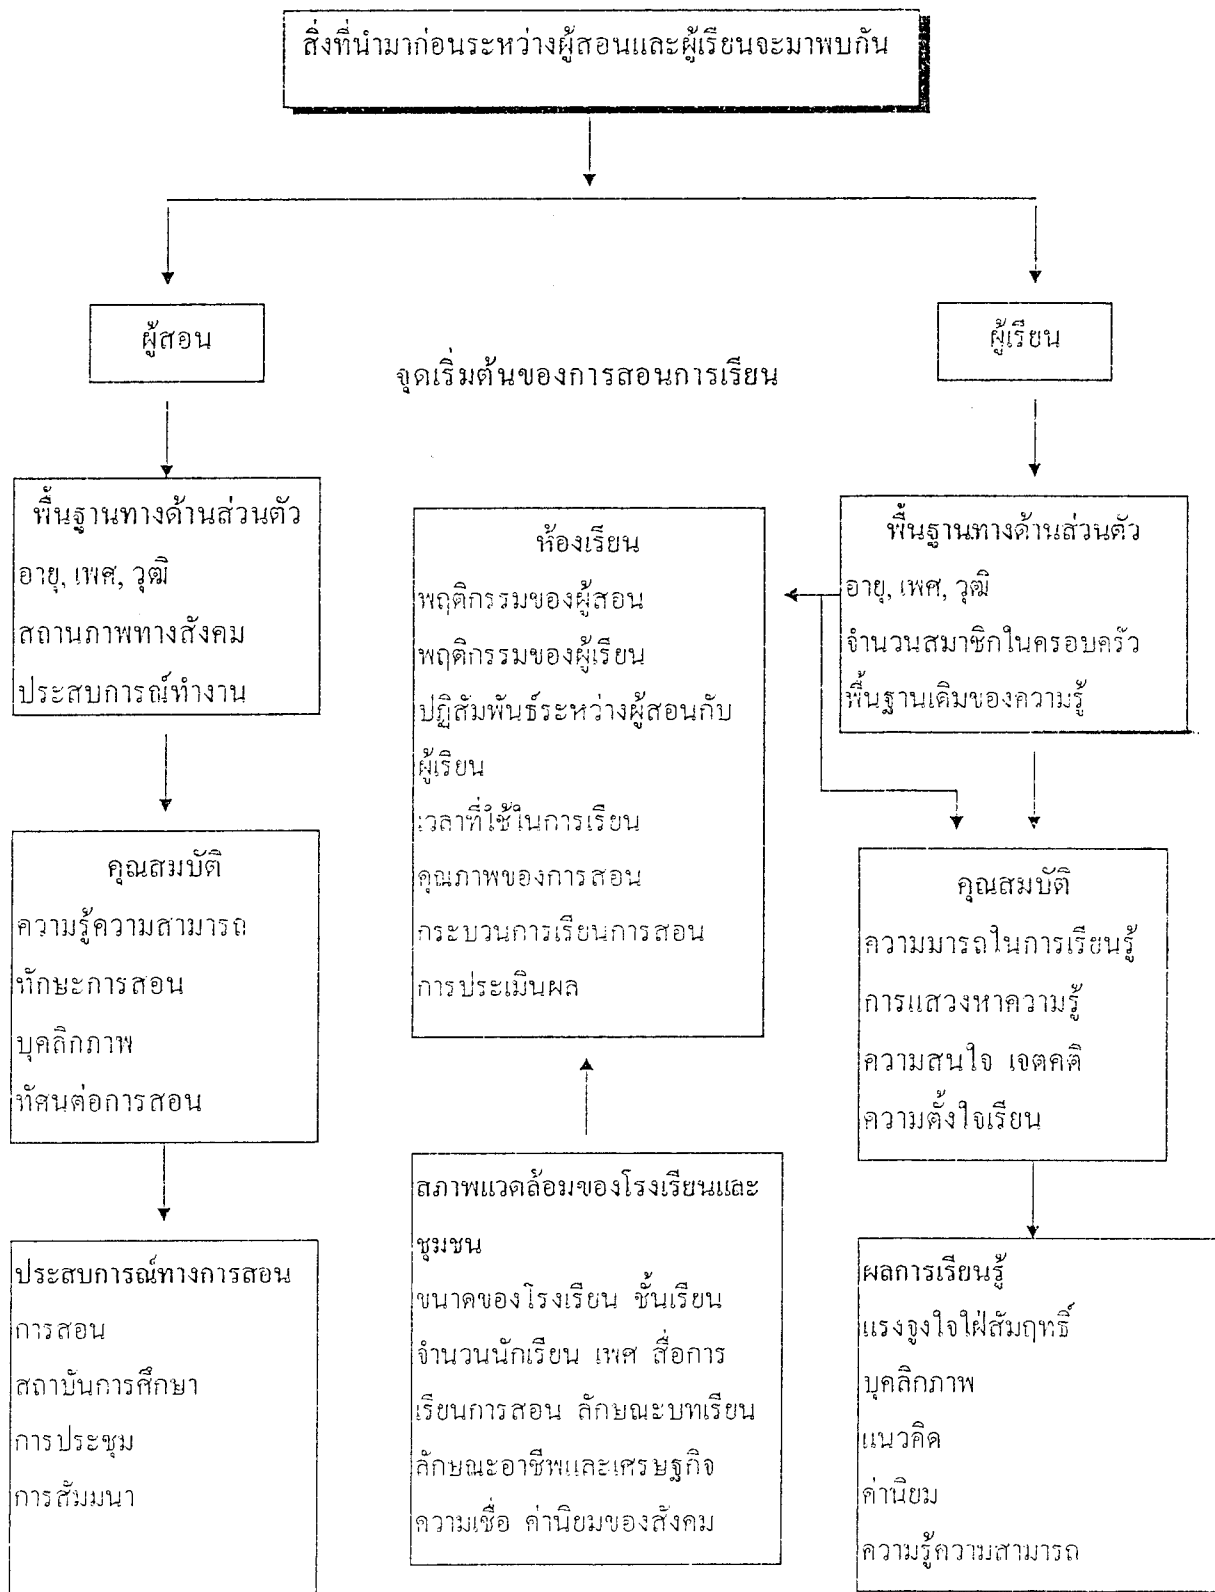 สิ่งที่นำมาก่อนระหว่างผู้สอนและผู้เรียนจะมาพบกัน
ผู้สอน
ผู้เรียน
จุดเริ่มต้นของการสอนการเรียน
พื้นฐานทางด้านส่วนตัว
อายุ, เพศ, วุฒิ
สถานภาพทางสังคม
ประสบการณ์ทำงาน
คุณสมบัติ
ความรู้ความสามารถ
ทักษะการสอน
บุคลิกภาพ
ทัศนต่อการสอน
ประสบการณ์ทางการสอน
การสอน
สถาบันการศึกษา
การประชุม
การสัมมนา
ห้องเรียน
พฤติกรรมของผู้สอน
พฤติกรรมของผู้เรียน
ปฏิสัมพันธ์ระหว่างผู้สอนกับ
ผู้เรียน
เวลาที่ใช้ในการเรียน
คุณภาพของการสอน
กระบวนการเรียนการสอน
การประเมินผล
สภาพแวดล้อมของโรงเรียนและ
ชุมชน
ขนาดของโรงเรียน ชั้นเรียน
จำนวนนักเรียน เพศ สื่อการ
เรียนการสอน ลักษณะบทเรียน
ลักษณะอาชีพและเศรษฐกิจ
ความเชื่อ ค่านิยมของสังคม
พื้นฐานทางด้านส่วนตัว
อายุ, เพศ, วุฒิ
จำนวนสมาชิกในครอบครัว
พื้นฐานเดิมของความรู้
คุณสมบัติ
ความมารถในการเรียนรู้
การแสวงหาความรู้
ความสนใจ เจตคติ
ความตั้งใจเรียน
ผลการเรียนรู้
แรงจูงใจใฝ่สัมฤทธิ์
บุคลิกภาพ
แนวคิด
ค่านิยม
ความรู้ความสามารถ